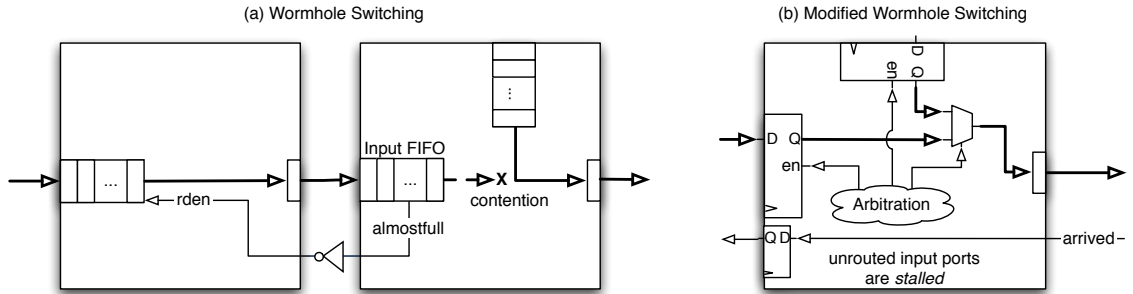 (a) Wormhole Switching
...
Input FIFO
...
...
X
contention
rden
almostfull
(b) Modified Wormhole Switching
D
Q
en
D Q
en
Arbitration
Q D
arrived
unrouted input ports
are stalled